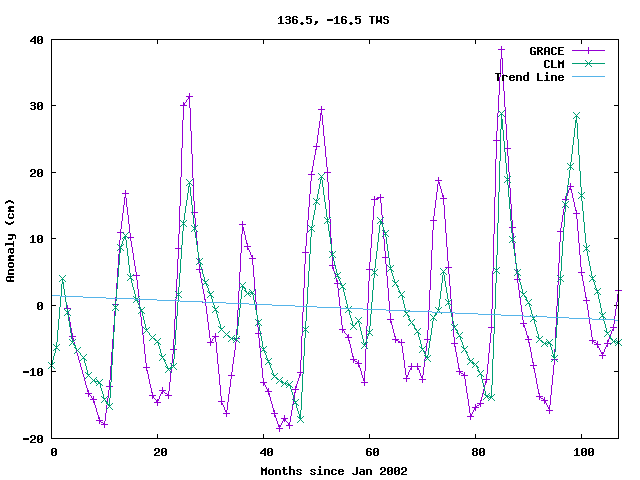 136.5, -16.5 TWS
40
30
20
10
0
-10
-20
Anomaly (cm)
GRACE
CLM
Trend Line
0 20 40 60 80 100
Months since Jan 2002